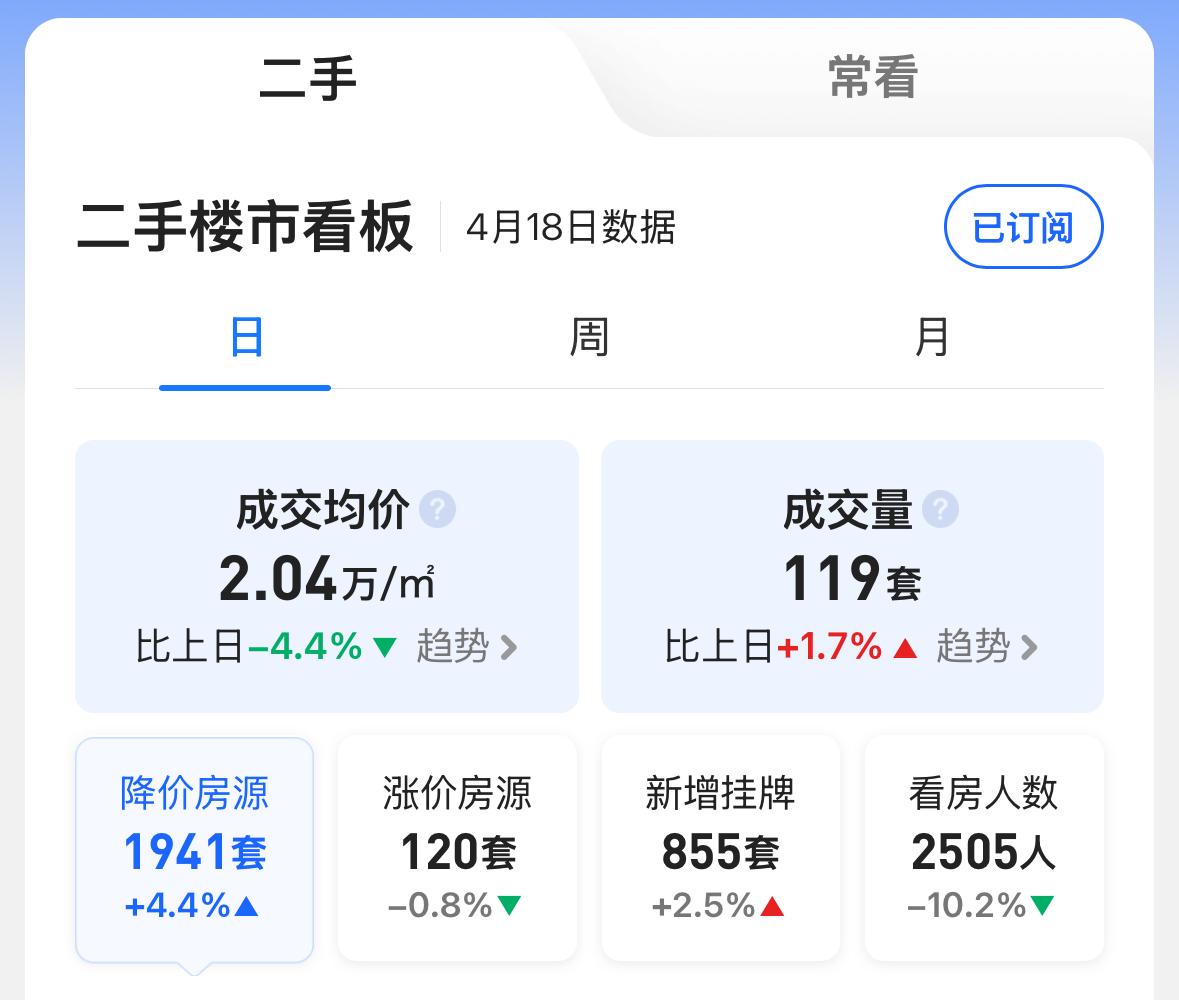 二手
常看
二手楼市看板 4月18日数据
已订阅
日 周 月
成交均价 ?
2.04万/㎡
比上日-4.4%▼ 趋势 >
成交量 ?
119套
比上日+1.7%▲ 趋势 >
降价房源
1941套
+4.4%▲
涨价房源
120套
-0.8%▼
新增挂牌
855套
+2.5%▲
看房人数
2505人
-10.2%▼